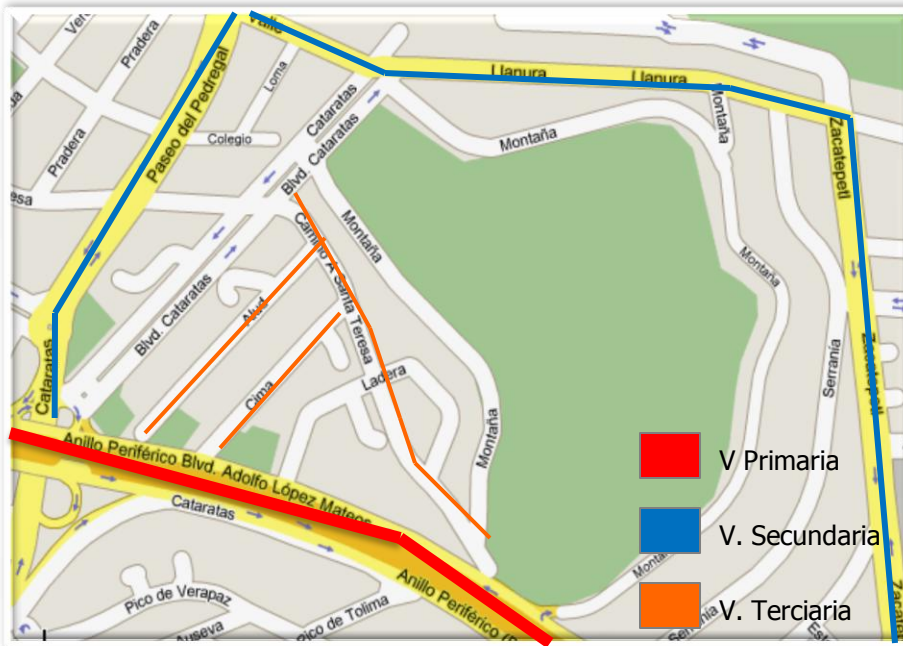 Valle
Pradera
Loma
Llanura
Llanura
Paseo del Pedregal
Cataratas
Montaña
Zacatepetl
Colegio
Montaña
Pradera
Blvd. Cataratas
Montaña
Camino A Santa Teresa
Montaña
Blvd. Cataratas
Alud
Zacatepetl
Ladera
Serranía
Cataratas
Cima
Montaña
Anillo Periférico Blvd. Adolfo López Mateos
V Primaria
Cataratas
V. Secundaria
Anillo Periférico
Pico de Verapaz
Pico de Tolima
V. Terciaria
Auseva
Serranía